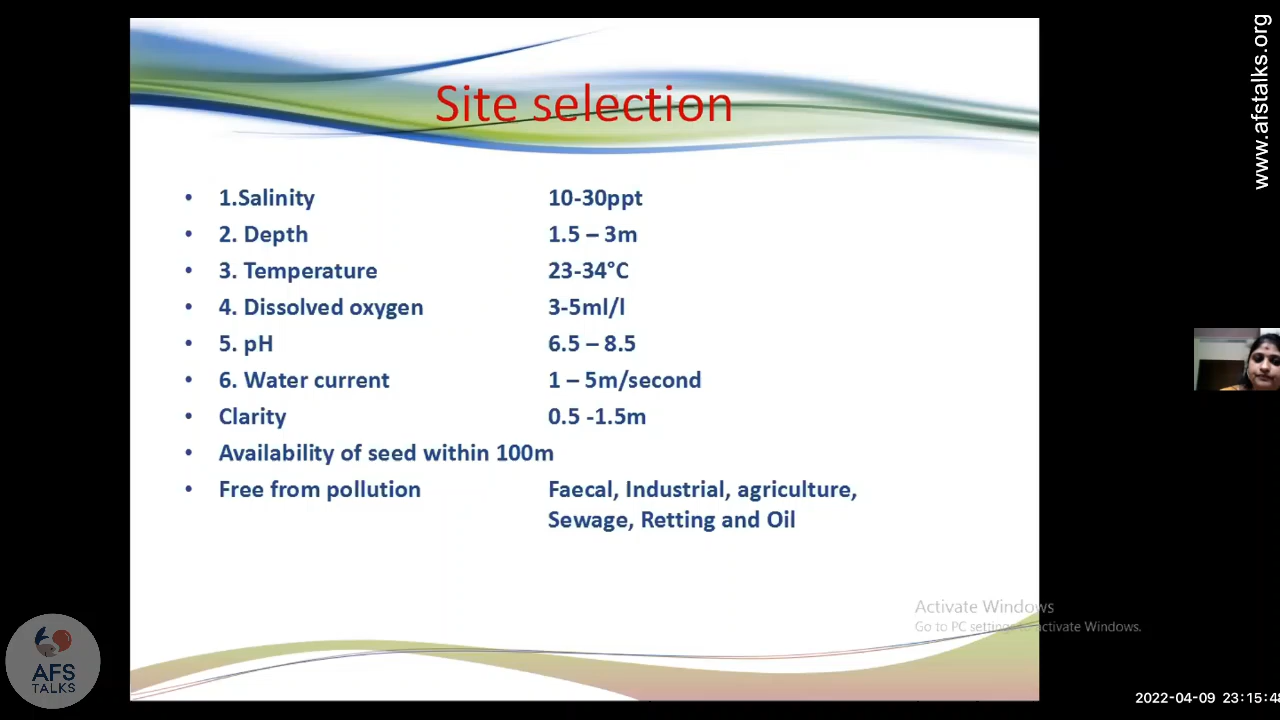 www.afstalks.org
Site selection
• 1.Salinity 10-30ppt
• 2. Depth 1.5 – 3m
• 3. Temperature 23-34°C
• 4. Dissolved oxygen 3-5ml/l
• 5. pH 6.5 – 8.5
• 6. Water current 1 – 5m/second
• Clarity 0.5 -1.5m
• Availability of seed within 100m
• Free from pollution Faecal, Industrial, agriculture,
Sewage, Retting and Oil
Activate Windows
Go to PC settings activate Windows.
AFS
TALKS
2022-04-09 23:15:48